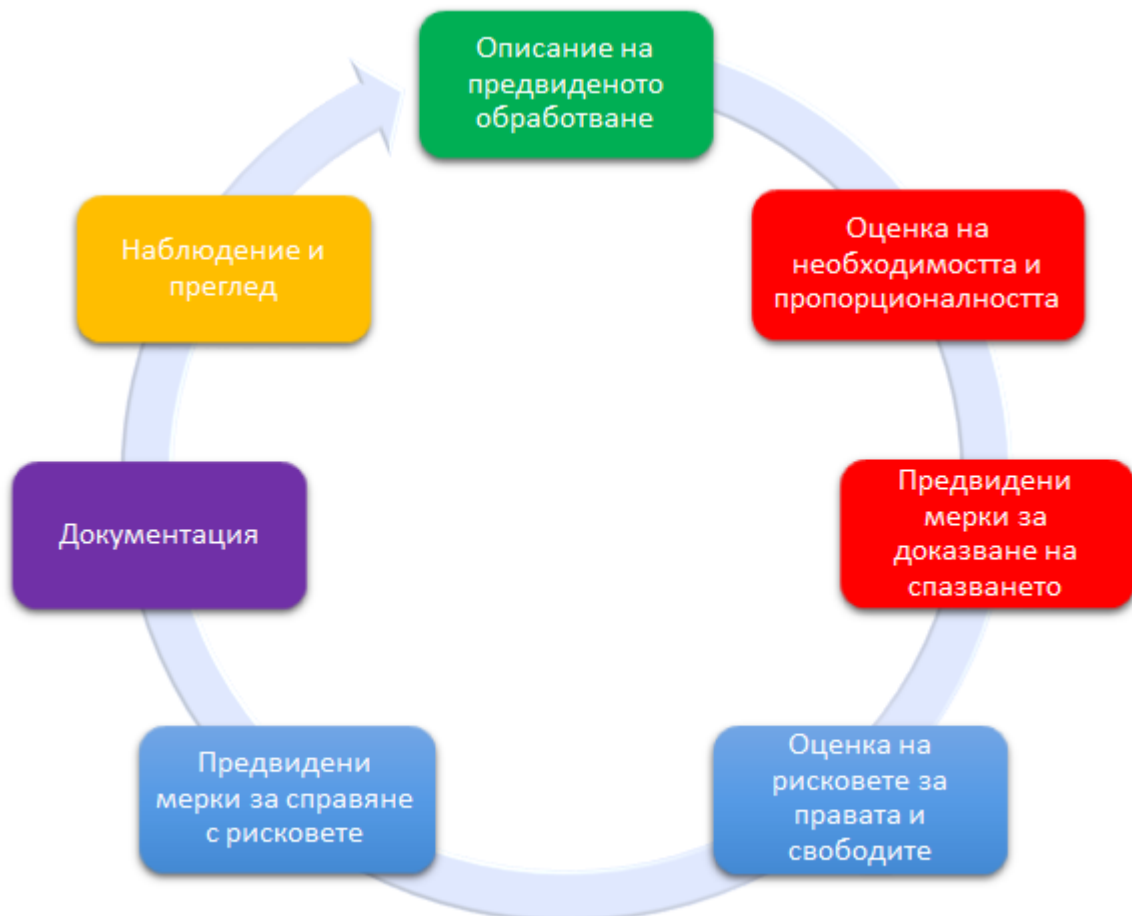 Описание на
предвиденото
обработване
Оценка на
необходимостта и
пропорционалността
Предвидени
мерки за
доказване на
спазването
Оценка на
рисковете за
правата и
свободите
Предвидени
мерки за справяне
с рисковете
Документация
Наблюдение и
преглед